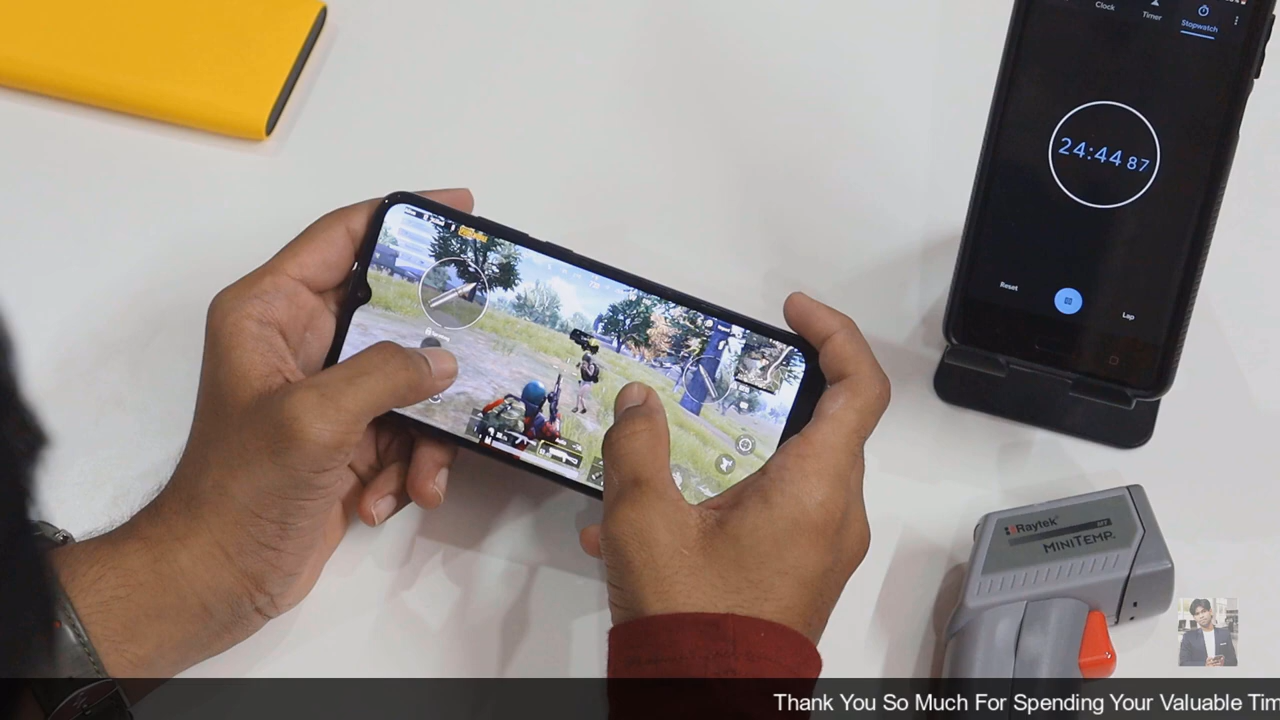 Clock
Timer
Stopwatch
24:44 87
Reset
Lap
Raytek
MT
MINITEMP.
Thank You So Much For Spending Your Valuable Tim